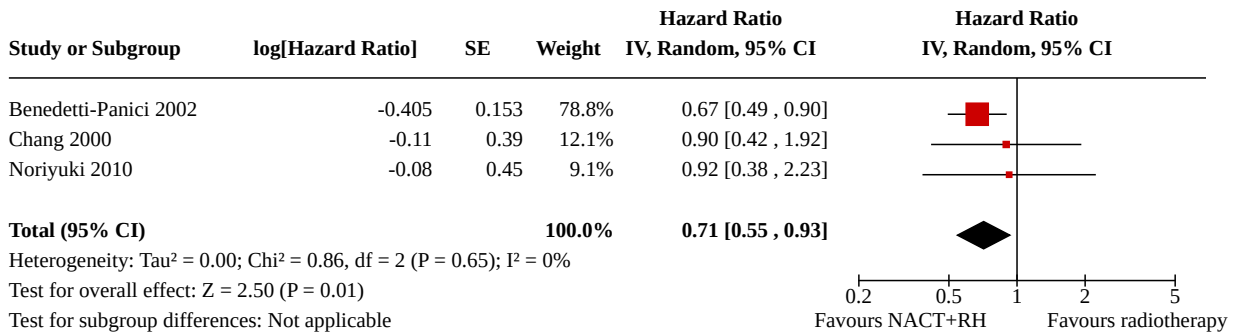 Hazard Ratio Hazard Ratio
Study or Subgroup log[Hazard Ratio] SE Weight IV, Random, 95% CI IV, Random, 95% CI
Benedetti-Panici 2002 -0.405 0.153 78.8% 0.67 [0.49 , 0.90]
Chang 2000 -0.11 0.39 12.1% 0.90 [0.42 , 1.92]
Noriyuki 2010 -0.08 0.45 9.1% 0.92 [0.38 , 2.23]
Total (95% CI) 100.0% 0.71 [0.55 , 0.93]
Heterogeneity: Tau² = 0.00; Chi² = 0.86, df = 2 (P = 0.65); I² = 0%
Test for overall effect: Z = 2.50 (P = 0.01)
0.2 0.5 1 2 5
Test for subgroup differences: Not applicable Favours NACT+RH Favours radiotherapy